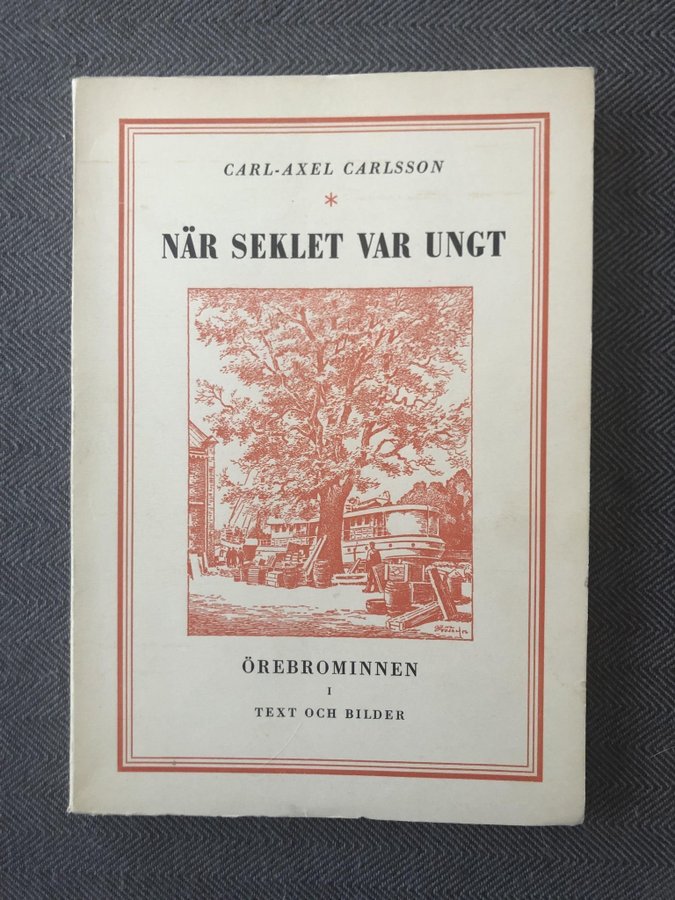 CARL-AXEL CARLSSON
*
NÄR SEKLET VAR UNGT
ÖREBROMINNEN
I
TEXT OCH BILDER